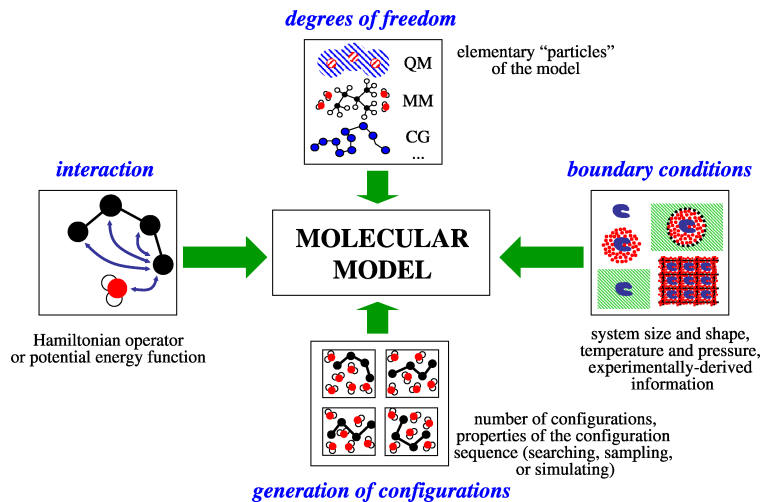 degrees of freedom
QM
MM
CG
...
elementary “particles”
of the model
interaction
Hamiltonian operator
or potential energy function
MOLECULAR
MODEL
boundary conditions
system size and shape,
temperature and pressure,
experimentally-derived
information
number of configurations,
properties of the configuration
sequence (searching, sampling,
or simulating)
generation of configurations